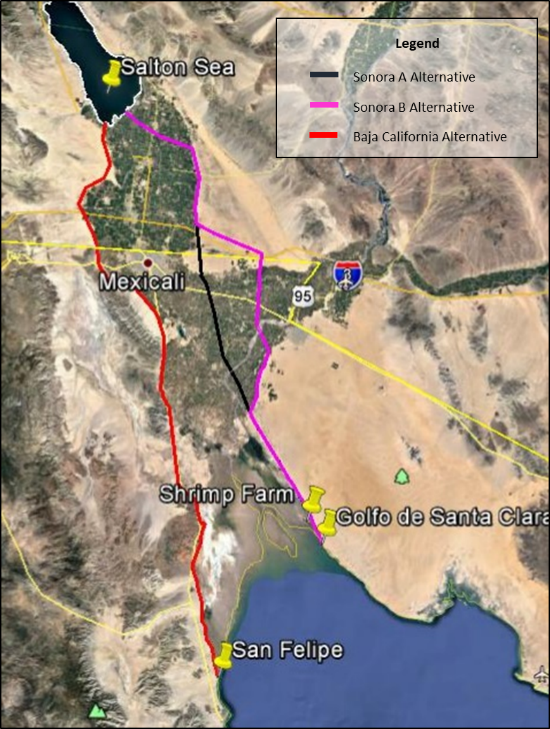 Salton Sea
Legend
Sonora A Alternative
Sonora B Alternative
Baja California Alternative
Mexicali
95
8
Shrimp Farm
Golfo de Santa Clara
San Felipe